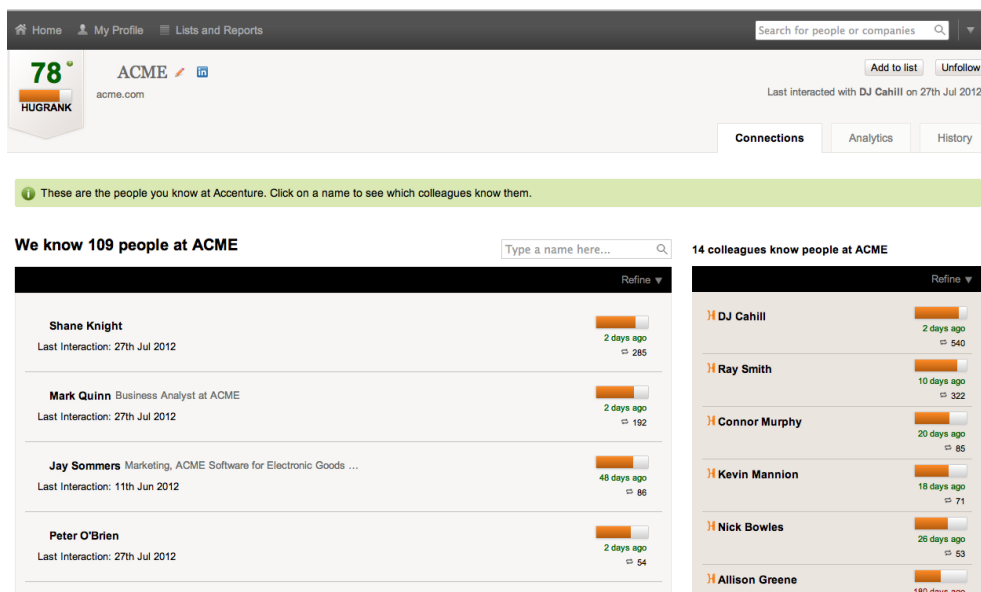 Home My Profile Lists and Reports Search for people or companies
78 ACME Add to list Unfollow
HUGRANK acme.com Last interacted with DJ Cahill on 27th Jul 2012
Connections Analytics History
These are the people you know at Accenture. Click on a name to see which colleagues know them.
We know 109 people at ACME Type a name here...
Refine
Shane Knight
Last Interaction: 27th Jul 2012
2 days ago
285
Mark Quinn Business Analyst at ACME
Last Interaction: 27th Jul 2012
2 days ago
192
Jay Sommers Marketing, ACME Software for Electronic Goods ...
Last Interaction: 11th Jun 2012
48 days ago
86
Peter O'Brien
Last Interaction: 27th Jul 2012
2 days ago
54
14 colleagues know people at ACME
Refine
DJ Cahill
2 days ago
540
Ray Smith
10 days ago
322
Connor Murphy
20 days ago
85
Kevin Mannion
18 days ago
71
Nick Bowles
26 days ago
53
Allison Greene
180 days ago